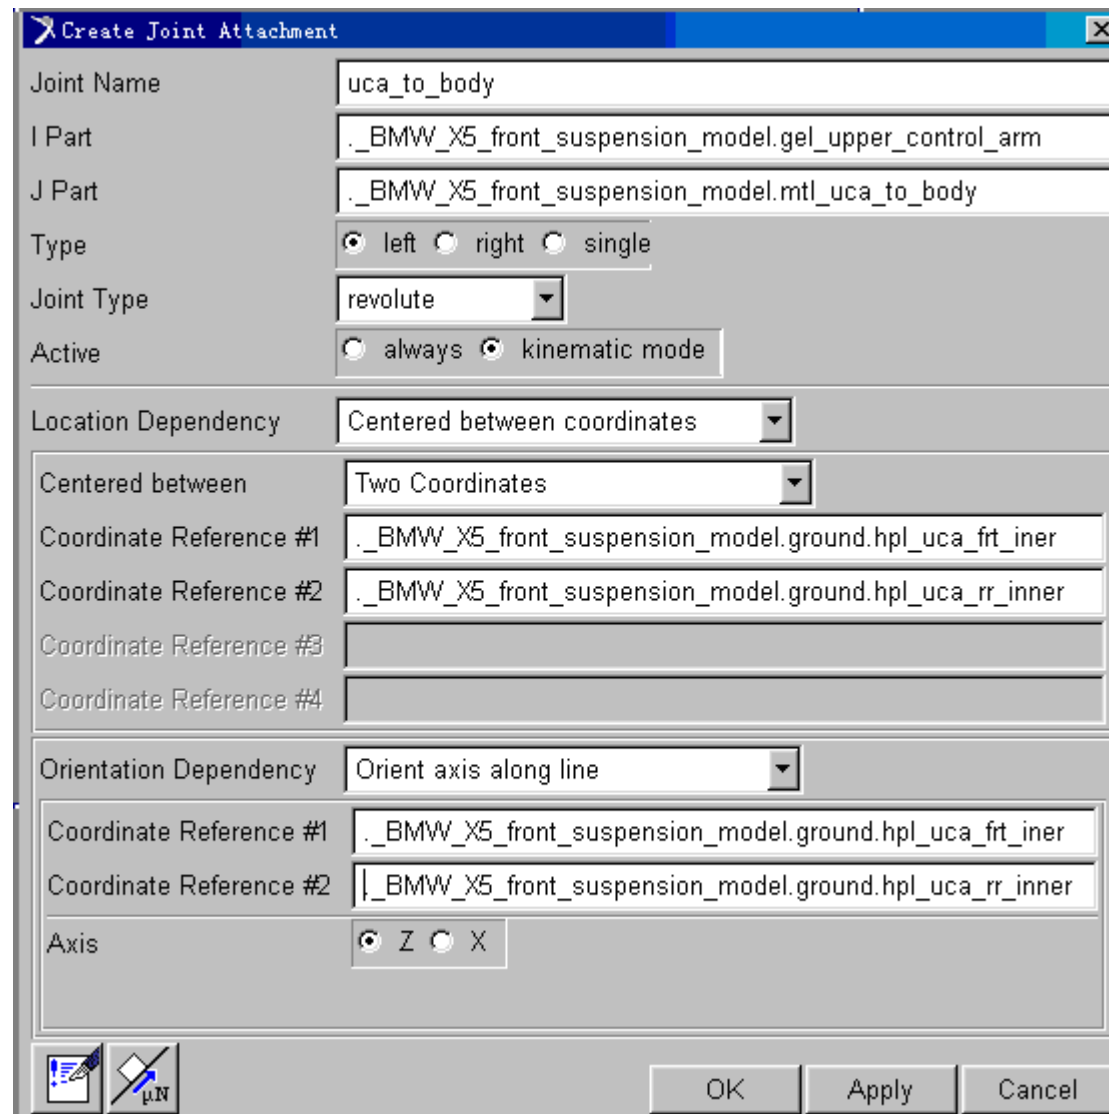 Create Joint Attachment
Joint Name uca_to_body
I Part ._BMW_X5_front_suspension_model.gel_upper_control_arm
J Part ._BMW_X5_front_suspension_model.mtl_uca_to_body
Type left right single
Joint Type revolute
Active always kinematic mode
Location Dependency Centered between coordinates
Centered between Two Coordinates
Coordinate Reference #1 ._BMW_X5_front_suspension_model.ground.hpl_uca_frt_iner
Coordinate Reference #2 ._BMW_X5_front_suspension_model.ground.hpl_uca_rr_inner
Coordinate Reference #3
Coordinate Reference #4
Orientation Dependency Orient axis along line
Coordinate Reference #1 ._BMW_X5_front_suspension_model.ground.hpl_uca_frt_iner
Coordinate Reference #2 ._BMW_X5_front_suspension_model.ground.hpl_uca_rr_inner
Axis Z X
μN
OK Apply Cancel